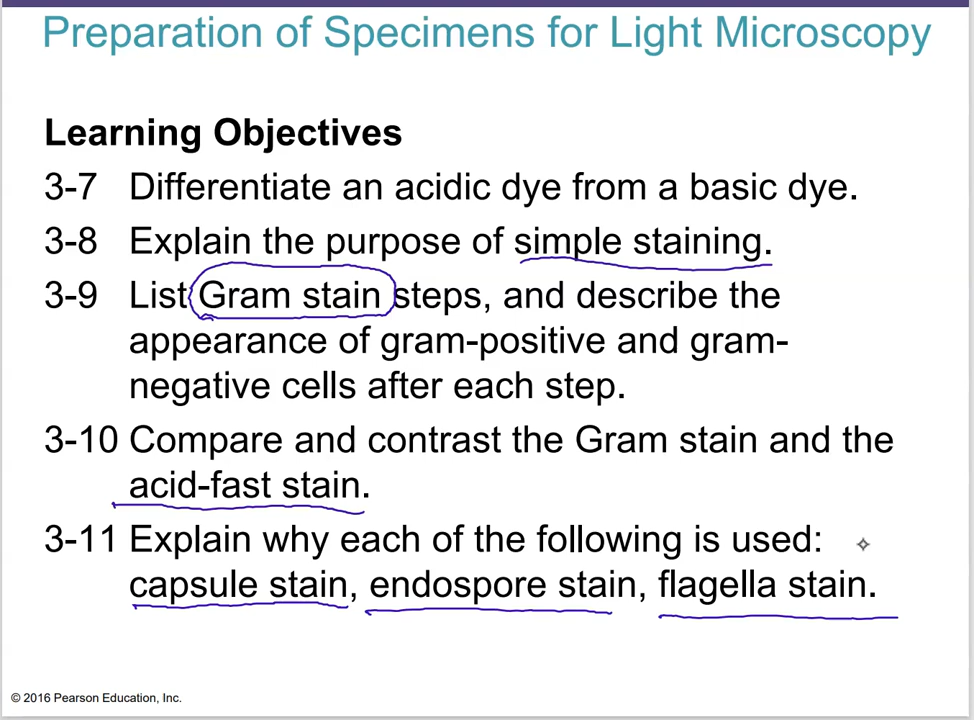 Preparation of Specimens for Light Microscopy
Learning Objectives
3-7 Differentiate an acidic dye from a basic dye.
3-8 Explain the purpose of simple staining.
3-9 List Gram stain steps, and describe the
appearance of gram-positive and gram-
negative cells after each step.
3-10 Compare and contrast the Gram stain and the
acid-fast stain.
3-11 Explain why each of the following is used:
capsule stain, endospore stain, flagella stain.
© 2016 Pearson Education, Inc.